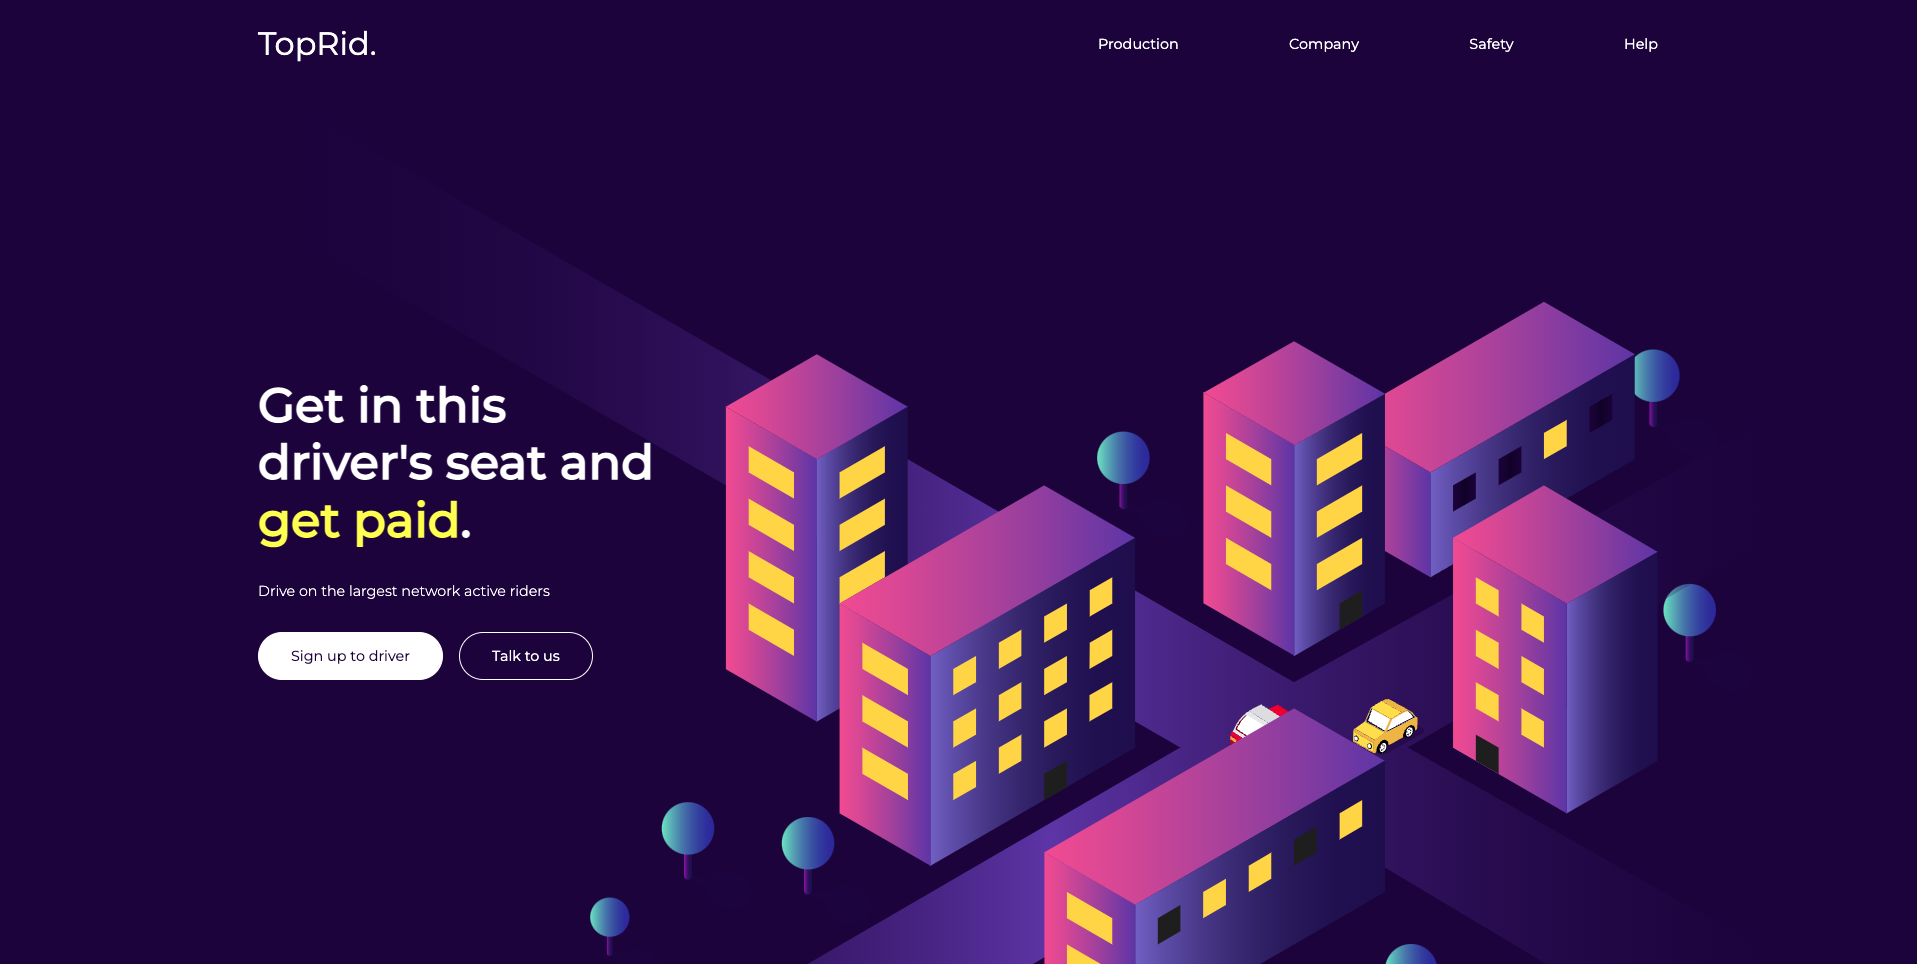 TopRid.
Production Company Safety Help
Get in this
driver's seat and
get paid.
Drive on the largest network active riders
Sign up to driver Talk to us